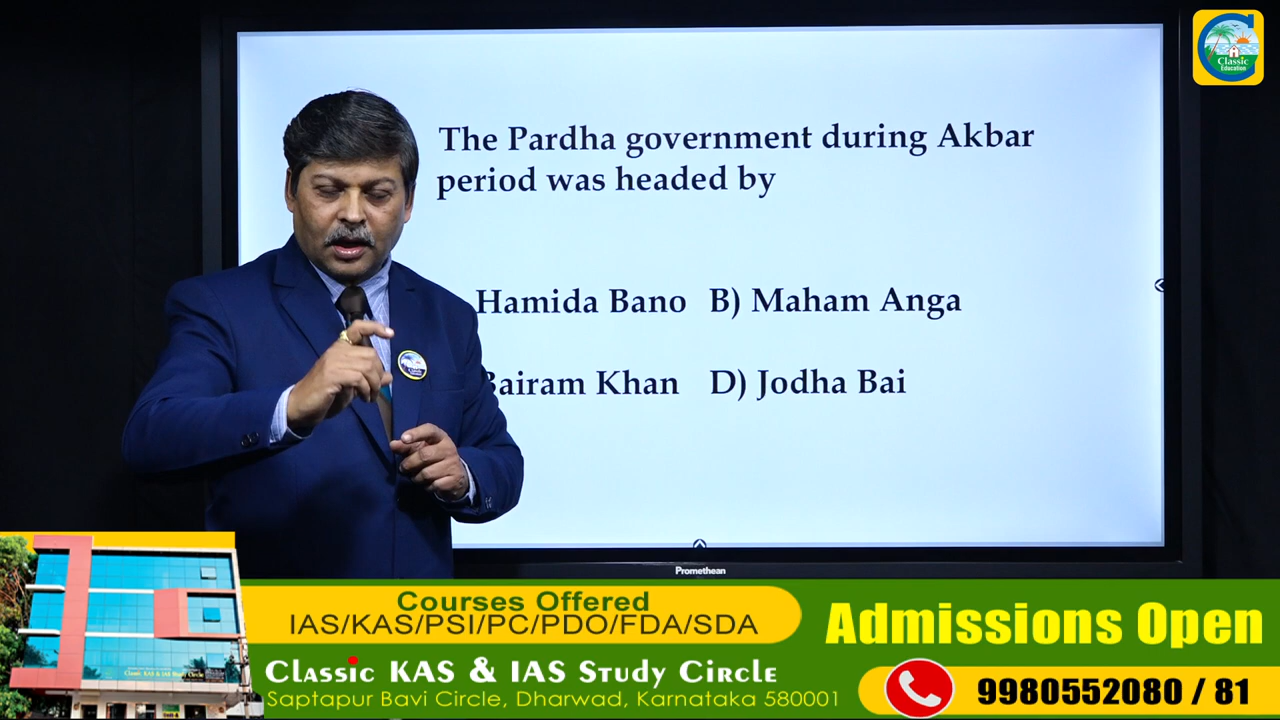 Classic
Education
The Pardha government during Akbar
period was headed by
Hamida Bano B) Maham Anga
Bairam Khan D) Jodha Bai
Promethean
Courses Offered
IAS/KAS/PSI/PC/PDO/FDA/SDA
Classic KAS & IAS Study Circle
Saptapur Bavi Circle, Dharwad, Karnataka 580001
Admissions Open
9980552080 / 81